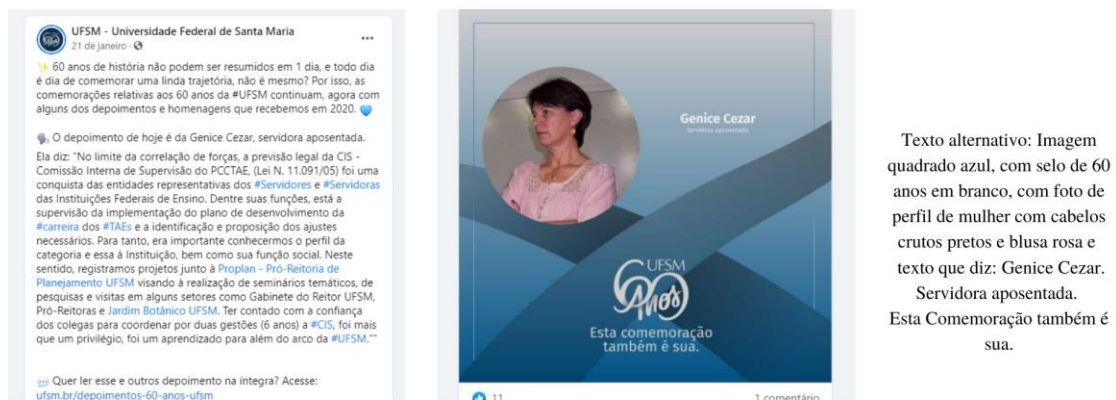 UFSM - Universidade Federal de Santa Maria
21 de janeiro ·
60 anos de história não podem ser resumidos em 1 dia, e todo dia
é dia de comemorar uma linda trajetória, não é mesmo? Por isso, as
comemorações relativas aos 60 anos da #UFSM continuam, agora com
alguns dos depoimentos e homenagens que recebemos em 2020.
O depoimento de hoje é da Genice Cezar, servidora aposentada.
Ela diz: "No limite da correlação de forças, a previsão legal da CIS -
Comissão Interna de Supervisão do PCCTAE, (Lei N. 11.091/05) foi uma
conquista das entidades representativas dos #Servidores e #Servidoras
das Instituições Federais de Ensino. Dentre suas funções, está a
supervisão da implementação do plano de desenvolvimento da
#carreira dos #TAEs e a identificação e proposição dos ajustes
necessários. Para tanto, era importante conhecermos o perfil da
categoria e essa à Instituição, bem como sua função social. Neste
sentido, registramos projetos junto à Proplan - Pró-Reitoria de
Planejamento UFSM visando à realização de seminários temáticos, de
pesquisas e visitas em alguns setores como Gabinete do Reitor UFSM,
Pró-Reitoras e Jardim Botânico UFSM. Ter contado com a confiança
dos colegas para coordenar por duas gestões (6 anos) a #CIS, foi mais
que um privilégio, foi um aprendizado para além do arco da #UFSM.""
Quer ler esse e outros depoimento na íntegra? Acesse:
ufsm.br/depoimentos-60-anos-ufsm
Genice Cezar
Servidora aposentada.
UFSM
60 Anos
Esta comemoração
também é sua.
11
1 comentário
Texto alternativo: Imagem
quadrado azul, com selo de 60
anos em branco, com foto de
perfil de mulher com cabelos
crutos pretos e blusa rosa e
texto que diz: Genice Cezar.
Servidora aposentada.
Esta Comemoração também é
sua.